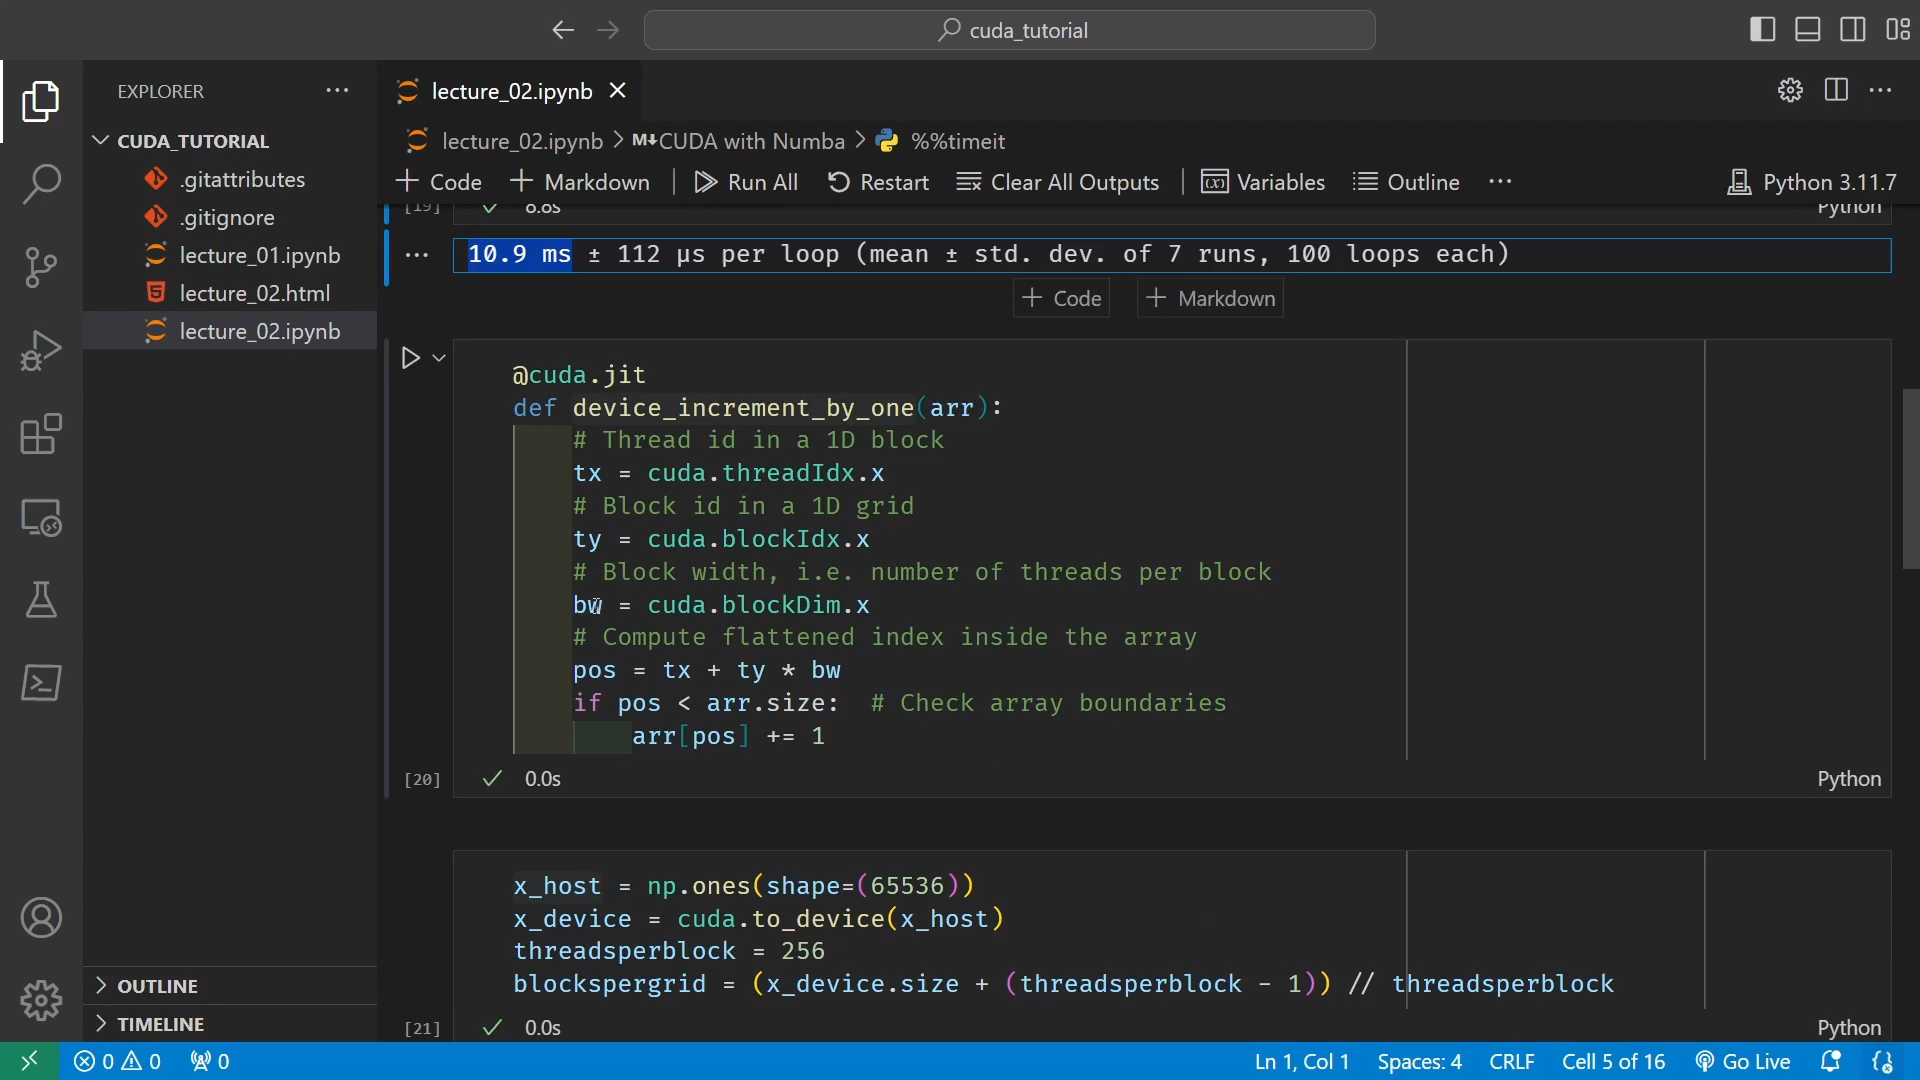 cuda_tutorial
EXPLORER
CUDA_TUTORIAL
.gitattributes
.gitignore
lecture_01.ipynb
lecture_02.html
lecture_02.ipynb
OUTLINE
TIMELINE
lecture_02.ipynb
lecture_02.ipynb > M↓CUDA with Numba > %%timeit
+ Code + Markdown Run All Restart Clear All Outputs Variables Outline ··· Python 3.11.7
[19] 8.8s Python
10.9 ms ± 112 µs per loop (mean ± std. dev. of 7 runs, 100 loops each)
+ Code + Markdown
@cuda.jit
def device_increment_by_one(arr):
# Thread id in a 1D block
tx = cuda.threadIdx.x
# Block id in a 1D grid
ty = cuda.blockIdx.x
# Block width, i.e. number of threads per block
bw = cuda.blockDim.x
# Compute flattened index inside the array
pos = tx + ty * bw
if pos < arr.size:  # Check array boundaries
arr[pos] += 1
[20] 0.0s Python
x_host = np.ones(shape=(65536))
x_device = cuda.to_device(x_host)
threadsperblock = 256
blockspergrid = (x_device.size + (threadsperblock - 1)) // threadsperblock
[21] 0.0s Python
0 0 0 Ln 1, Col 1 Spaces: 4 CRLF Cell 5 of 16 Go Live